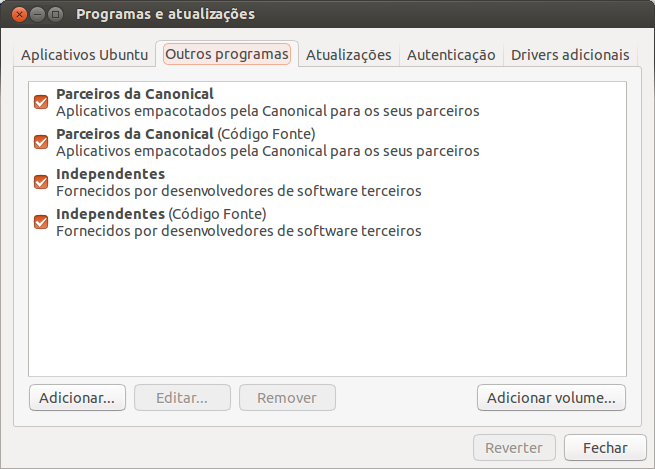 Programas e atualizações
Aplicativos Ubuntu Outros programas Atualizações Autenticação Drivers adicionais
Parceiros da Canonical
Aplicativos empacotados pela Canonical para os seus parceiros
Parceiros da Canonical (Código Fonte)
Aplicativos empacotados pela Canonical para os seus parceiros
Independentes
Fornecidos por desenvolvedores de software terceiros
Independentes (Código Fonte)
Fornecidos por desenvolvedores de software terceiros
Adicionar... Editar... Remover Adicionar volume...
Reverter Fechar